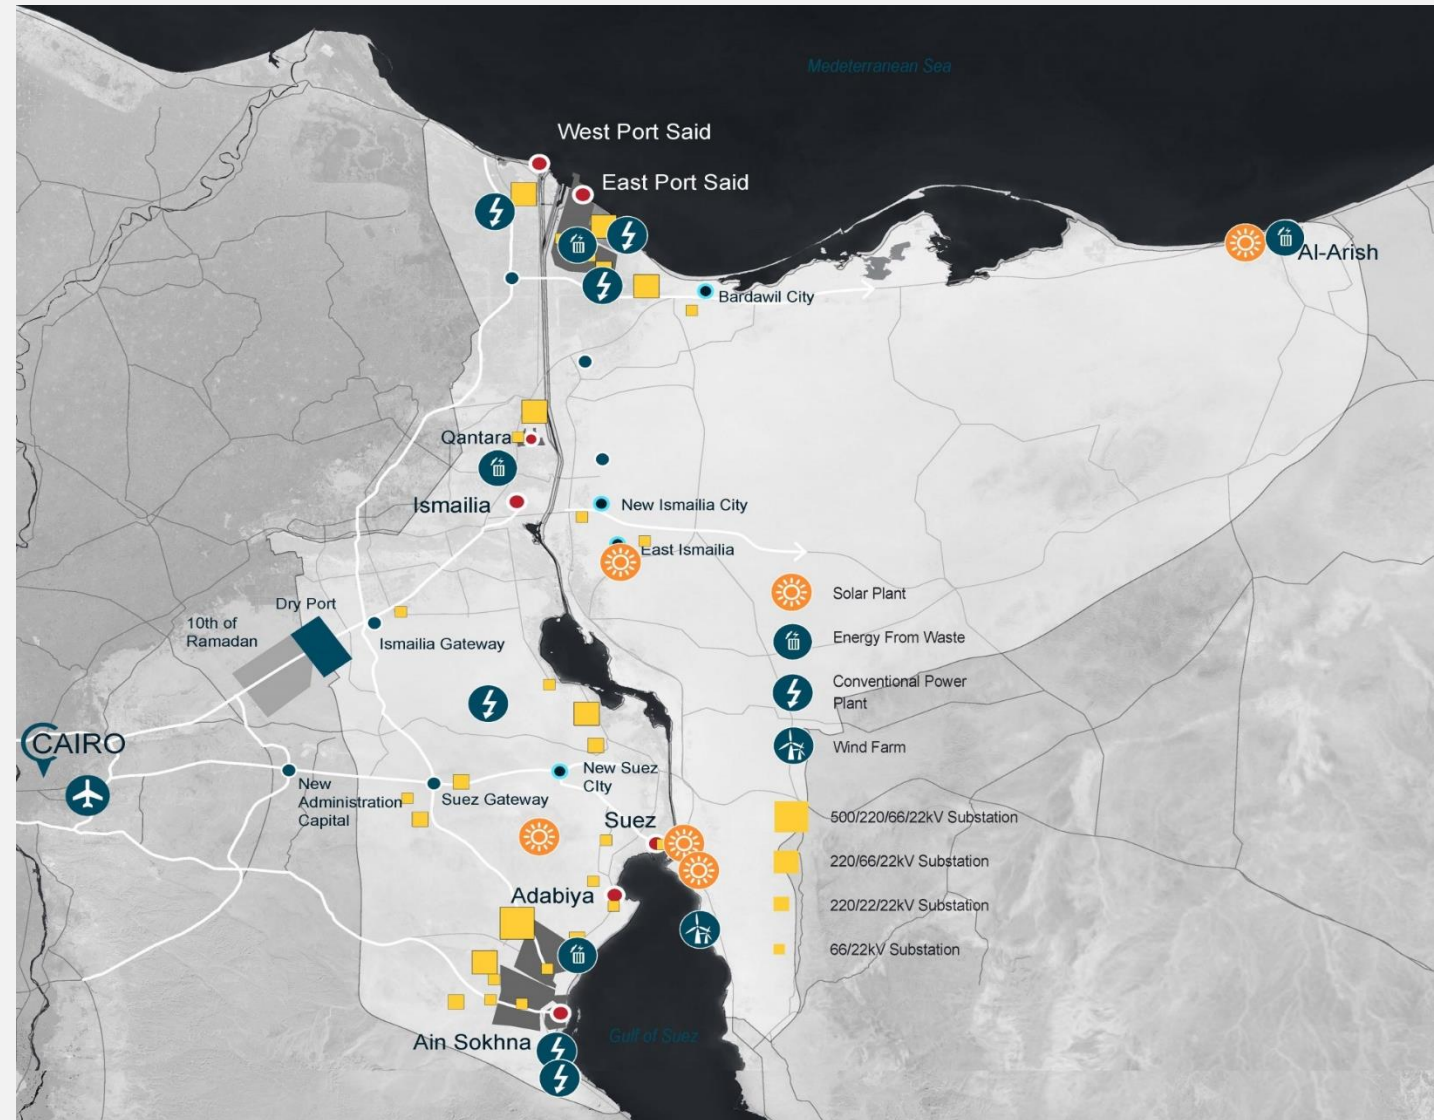 Medeterranean Sea
West Port Said
East Port Said
Al-Arish
Bardawil City
Qantara
Ismailia
New Ismailia City
East Ismailia
Dry Port
10th of
Ramadan
Ismailia Gateway
CAIRO
New
Administration
Capital
Suez Gateway
New Suez
CIty
Suez
Adabiya
Ain Sokhna
Gulf of Suez
Solar Plant
Energy From Waste
Conventional Power
Plant
Wind Farm
500/220/66/22kV Substation
220/66/22kV Substation
220/22/22kV Substation
66/22kV Substation